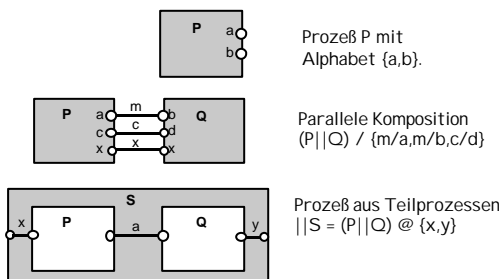 P
a
b
Prozeß P mit
Alphabet {a,b}.
P
a
m
b
Q
c
c
d
x
x
x
Parallele Komposition
(P||Q) / {m/a,m/b,c/d}
S
x
P
a
Q
y
Prozeß aus Teilprozessen
||S = (P||Q) @ {x,y}